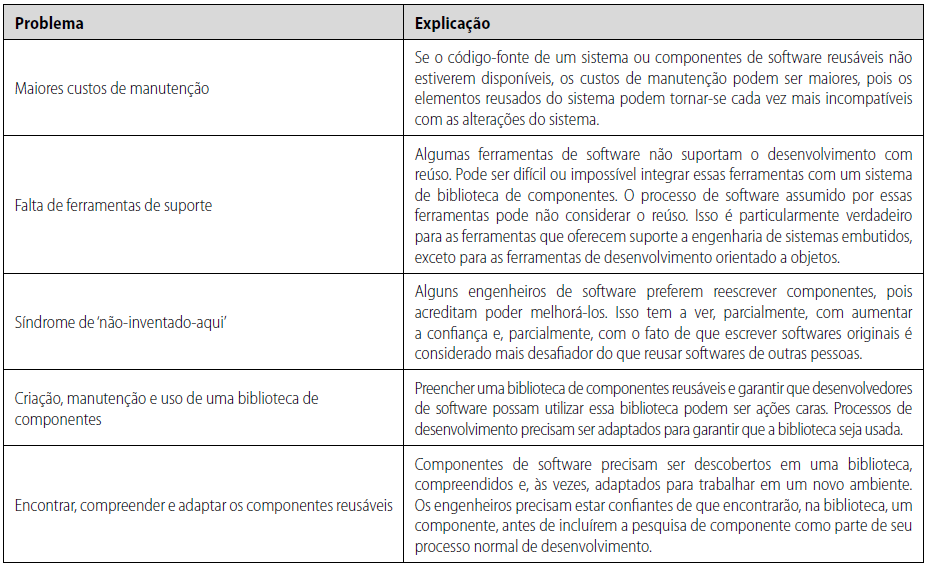 Problema
Explicação
Maiores custos de manutenção
Se o código-fonte de um sistema ou componentes de software reusáveis não
estiverem disponíveis, os custos de manutenção podem ser maiores, pois os
elementos reusados do sistema podem tornar-se cada vez mais incompatíveis
com as alterações do sistema.
Falta de ferramentas de suporte
Algumas ferramentas de software não suportam o desenvolvimento com
reúso. Pode ser difícil ou impossível integrar essas ferramentas com um sistema
de biblioteca de componentes. O processo de software assumido por essas
ferramentas pode não considerar o reúso. Isso é particularmente verdadeiro
para as ferramentas que oferecem suporte a engenharia de sistemas embutidos,
exceto para as ferramentas de desenvolvimento orientado a objetos.
Síndrome de ‘não-inventado-aqui’
Alguns engenheiros de software preferem reescrever componentes, pois
acreditam poder melhorá-los. Isso tem a ver, parcialmente, com aumentar
a confiança e, parcialmente, com o fato de que escrever softwares originais é
considerado mais desafiador do que reusar softwares de outras pessoas.
Criação, manutenção e uso de uma biblioteca de
componentes
Preencher uma biblioteca de componentes reusáveis e garantir que desenvolvedores
de software possam utilizar essa biblioteca podem ser ações caras. Processos de
desenvolvimento precisam ser adaptados para garantir que a biblioteca seja usada.
Encontrar, compreender e adaptar os componentes reusáveis
Componentes de software precisam ser descobertos em uma biblioteca,
compreendidos e, às vezes, adaptados para trabalhar em um novo ambiente.
Os engenheiros precisam estar confiantes de que encontrarão, na biblioteca, um
componente, antes de incluírem a pesquisa de componente como parte de seu
processo normal de desenvolvimento.